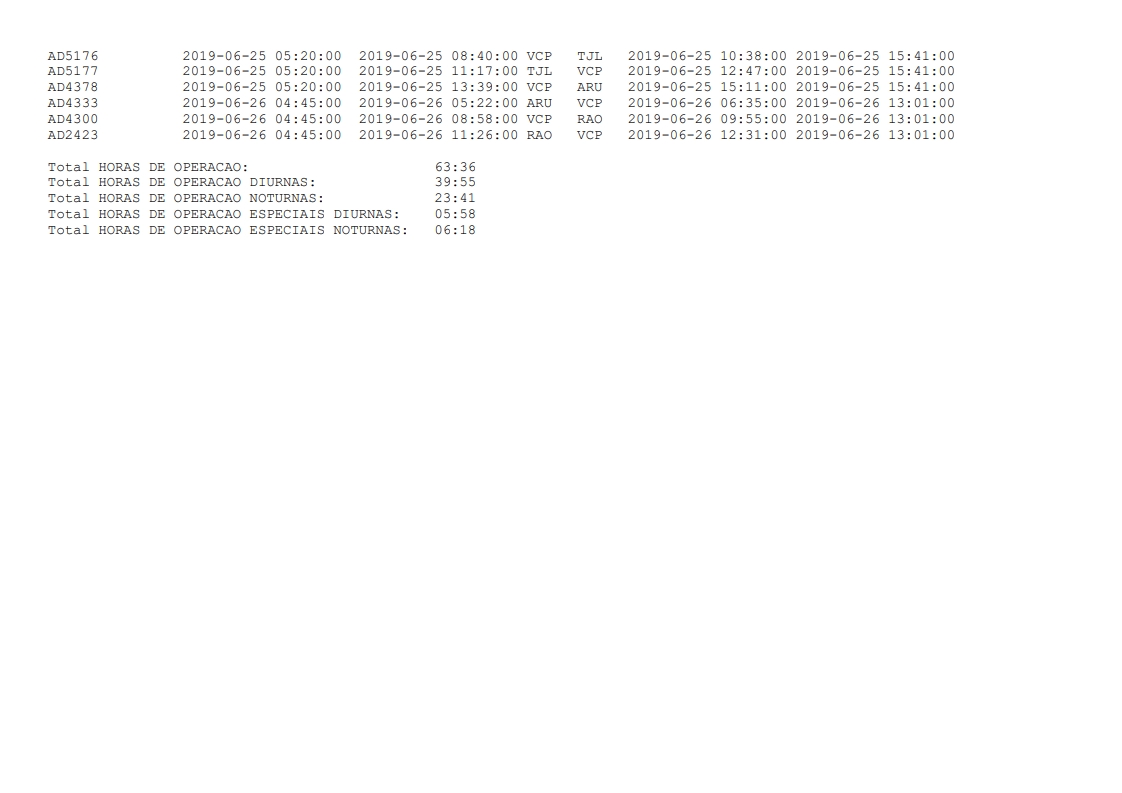 AD5176 2019-06-25 05:20:00 2019-06-25 08:40:00 VCP TJL 2019-06-25 10:38:00 2019-06-25 15:41:00
AD5177 2019-06-25 05:20:00 2019-06-25 11:17:00 TJL VCP 2019-06-25 12:47:00 2019-06-25 15:41:00
AD4378 2019-06-25 05:20:00 2019-06-25 13:39:00 VCP ARU 2019-06-25 15:11:00 2019-06-25 15:41:00
AD4333 2019-06-26 04:45:00 2019-06-26 05:22:00 ARU VCP 2019-06-26 06:35:00 2019-06-26 13:01:00
AD4300 2019-06-26 04:45:00 2019-06-26 08:58:00 VCP RAO 2019-06-26 09:55:00 2019-06-26 13:01:00
AD2423 2019-06-26 04:45:00 2019-06-26 11:26:00 RAO VCP 2019-06-26 12:31:00 2019-06-26 13:01:00
Total HORAS DE OPERACAO: 63:36
Total HORAS DE OPERACAO DIURNAS: 39:55
Total HORAS DE OPERACAO NOTURNAS: 23:41
Total HORAS DE OPERACAO ESPECIAIS DIURNAS: 05:58
Total HORAS DE OPERACAO ESPECIAIS NOTURNAS: 06:18